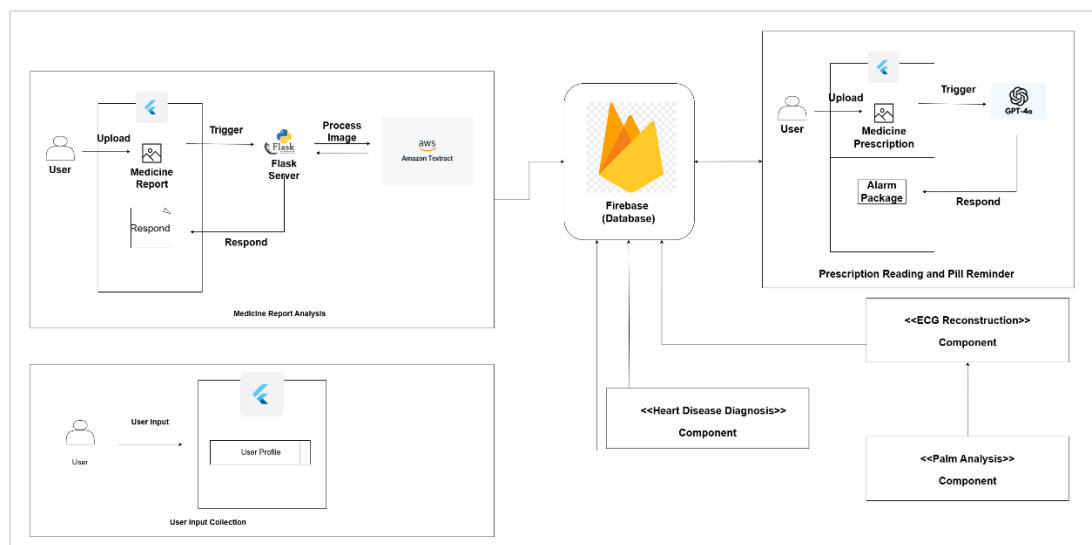 Upload
User
Medicine
Report
Trigger
Flask
Flask
Server
Process
Image
aws
Amazon Textract
Respond
Respond
Medicine Report Analysis
User Input
User
User Profile
User Input Collection
Firebase
(Database)
Upload
User
Medicine
Prescription
Trigger
GPT-4o
Alarm
Package
Respond
Prescription Reading and Pill Reminder
<<ECG Reconstruction>>
Component
<<Heart Disease Diagnosis>>
Component
<<Palm Analysis>>
Component